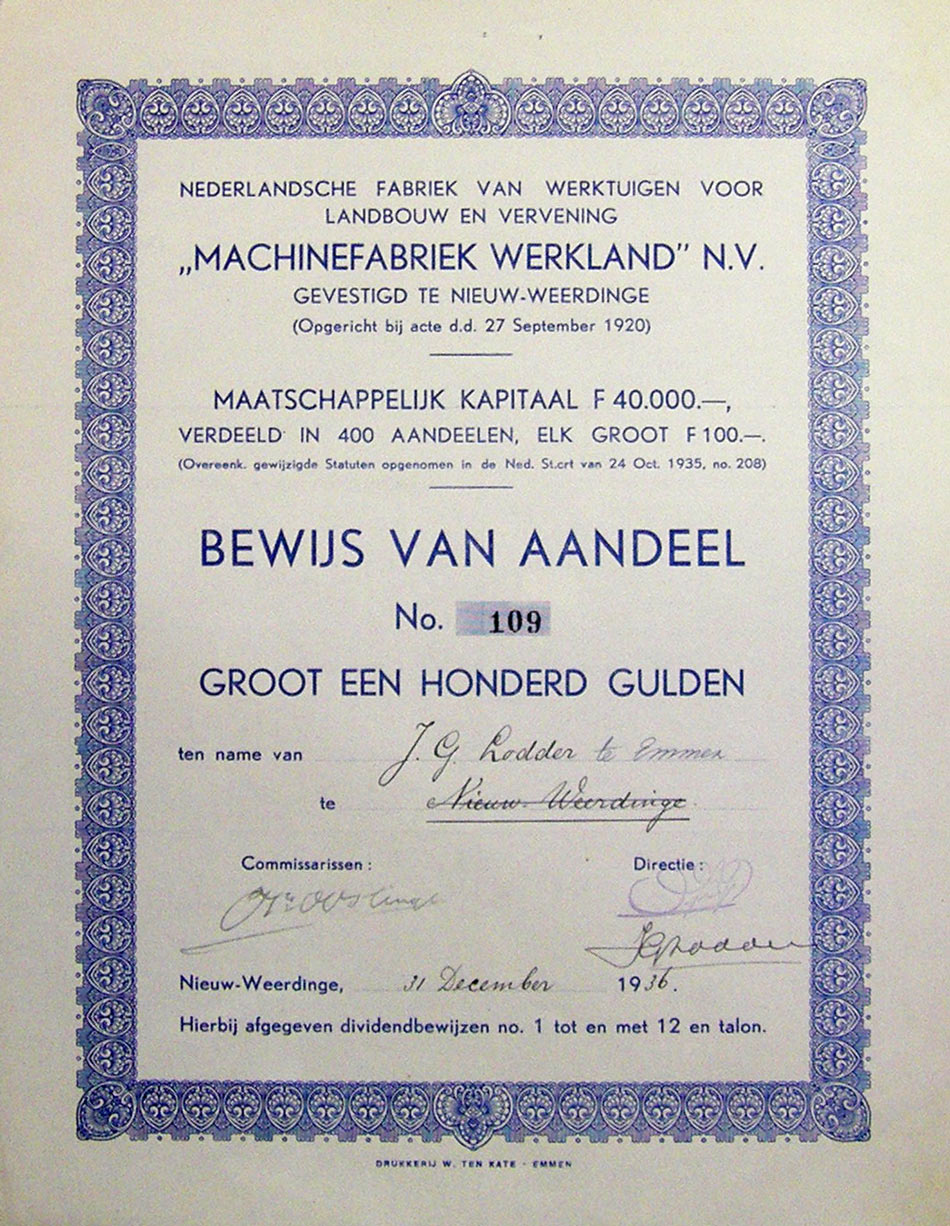 NEDERLANDSCHE FABRIEK VAN WERKTUIGEN VOOR
LANDBOUW EN VERVENING
„MACHINEFABRIEK WERKLAND" N.V.
GEVESTIGD TE NIEUW-WEERDINGE
(Opgericht bij acte d.d. 27 September 1920)
MAATSCHAPPELIJK KAPITAAL F 40.000.—,
VERDEELD IN 400 AANDEELEN, ELK GROOT F 100.—.
(Overeenk. gewijzigde Statuten opgenomen in de Ned. St.crt van 24 Oct. 1935, no. 208)
BEWIJS VAN AANDEEL
No. 109
GROOT EEN HONDERD GULDEN
ten name van J. G. Lodder te Emmen
te Nieuw-Weerdinge
Commissarissen: Directie:
JGLodder
Nieuw-Weerdinge, 31 December 1936.
Hierbij afgegeven dividendbewijzen no. 1 tot en met 12 en talon.
DRUKKERIJ W. TEN KATE - EMMEN